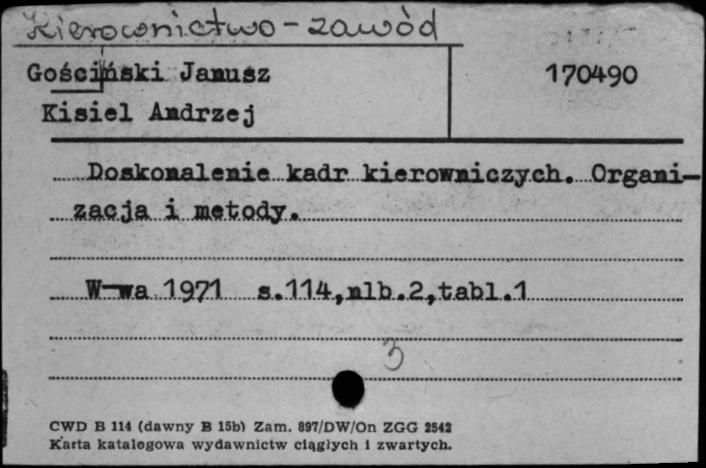 Kierownictwo - zawód
Gościński Janusz
170490
Kisiel Andrzej
Doskonalenie kadr kierowniczych. Organi-
zacja i metody.
W-wa 1971 s.114,nlb.2,tabl.1
3
CWD B 114 (dawny B 15b) Zam. 897/DW/On ZGG 2542
Karta katalogowa wydawnictw ciągłych i zwartych.